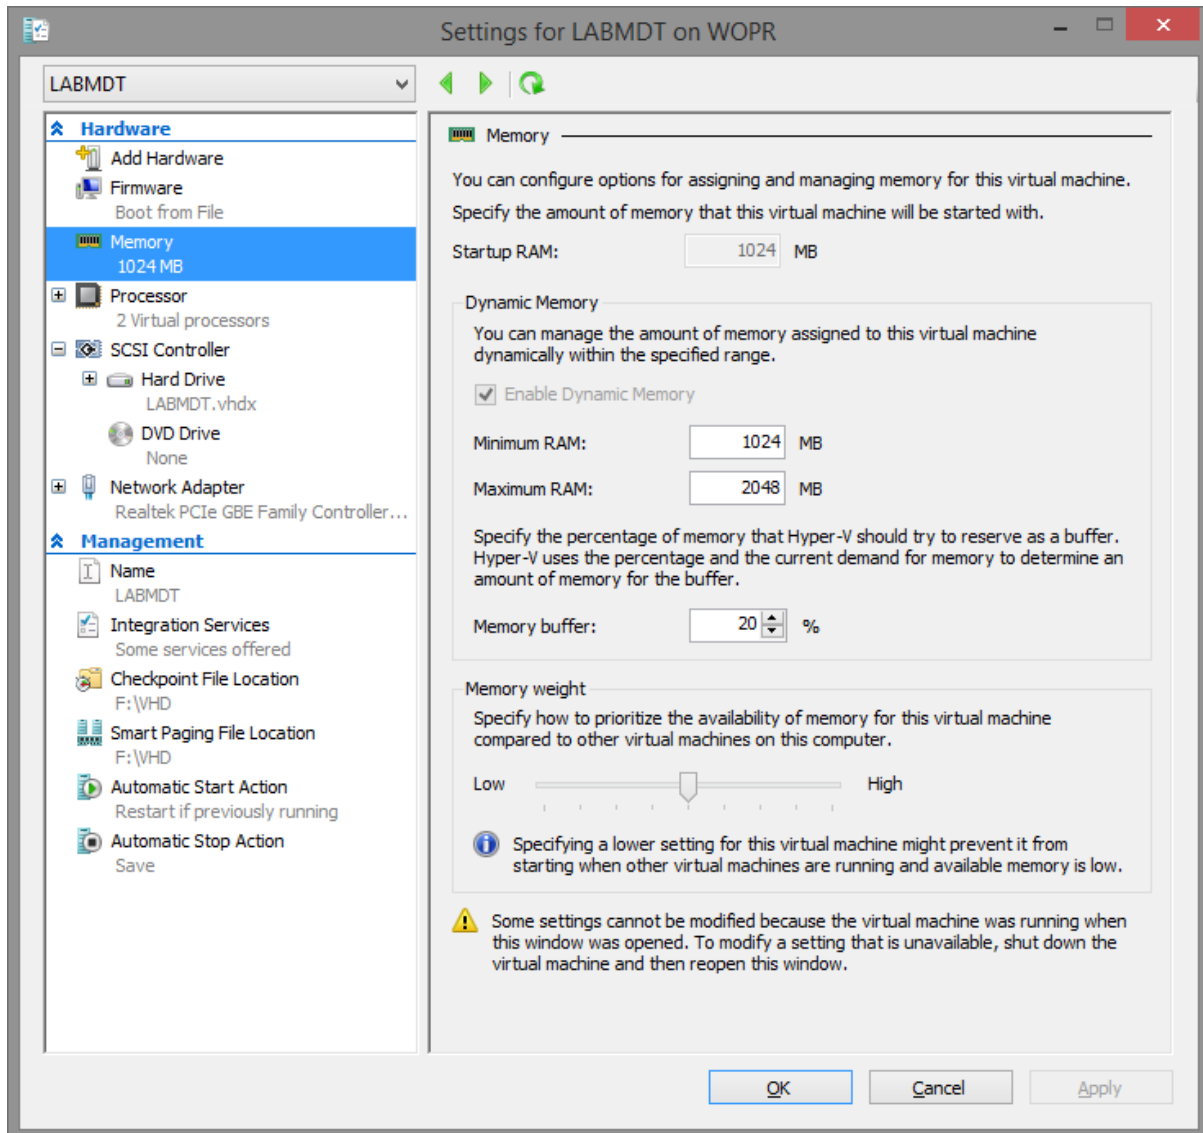 Settings for LABMDT on WOPR
LABMDT
Hardware
Add Hardware
Firmware
Boot from File
Memory
1024 MB
Processor
2 Virtual processors
SCSI Controller
Hard Drive
LABMDT.vhdx
DVD Drive
None
Network Adapter
Realtek PCIe GBE Family Controller...
Management
Name
LABMDT
Integration Services
Some services offered
Checkpoint File Location
F:\VHD
Smart Paging File Location
F:\VHD
Automatic Start Action
Restart if previously running
Automatic Stop Action
Save
Memory
You can configure options for assigning and managing memory for this virtual machine.
Specify the amount of memory that this virtual machine will be started with.
Startup RAM: 1024 MB
Dynamic Memory
You can manage the amount of memory assigned to this virtual machine
dynamically within the specified range.
Enable Dynamic Memory
Minimum RAM: 1024 MB
Maximum RAM: 2048 MB
Specify the percentage of memory that Hyper-V should try to reserve as a buffer.
Hyper-V uses the percentage and the current demand for memory to determine an
amount of memory for the buffer.
Memory buffer: 20 %
Memory weight
Specify how to prioritize the availability of memory for this virtual machine
compared to other virtual machines on this computer.
Low High
Specifying a lower setting for this virtual machine might prevent it from
starting when other virtual machines are running and available memory is low.
Some settings cannot be modified because the virtual machine was running when
this window was opened. To modify a setting that is unavailable, shut down the
virtual machine and then reopen this window.
OK Cancel Apply